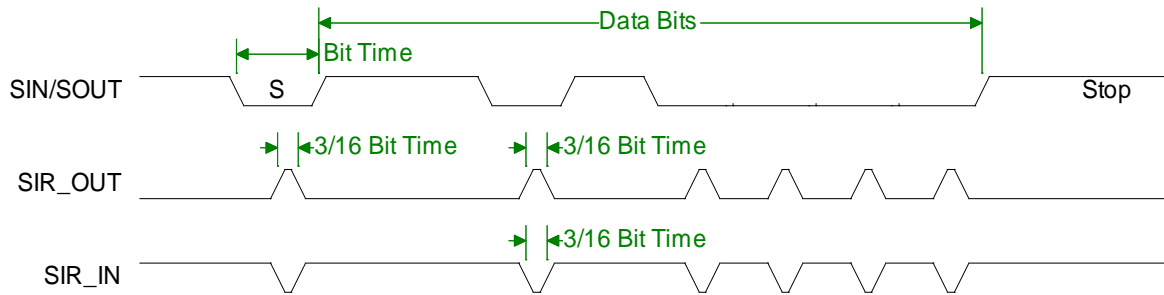 Data Bits
Bit Time
SIN/SOUT
S
Stop
3/16 Bit Time
3/16 Bit Time
SIR_OUT
3/16 Bit Time
SIR_IN